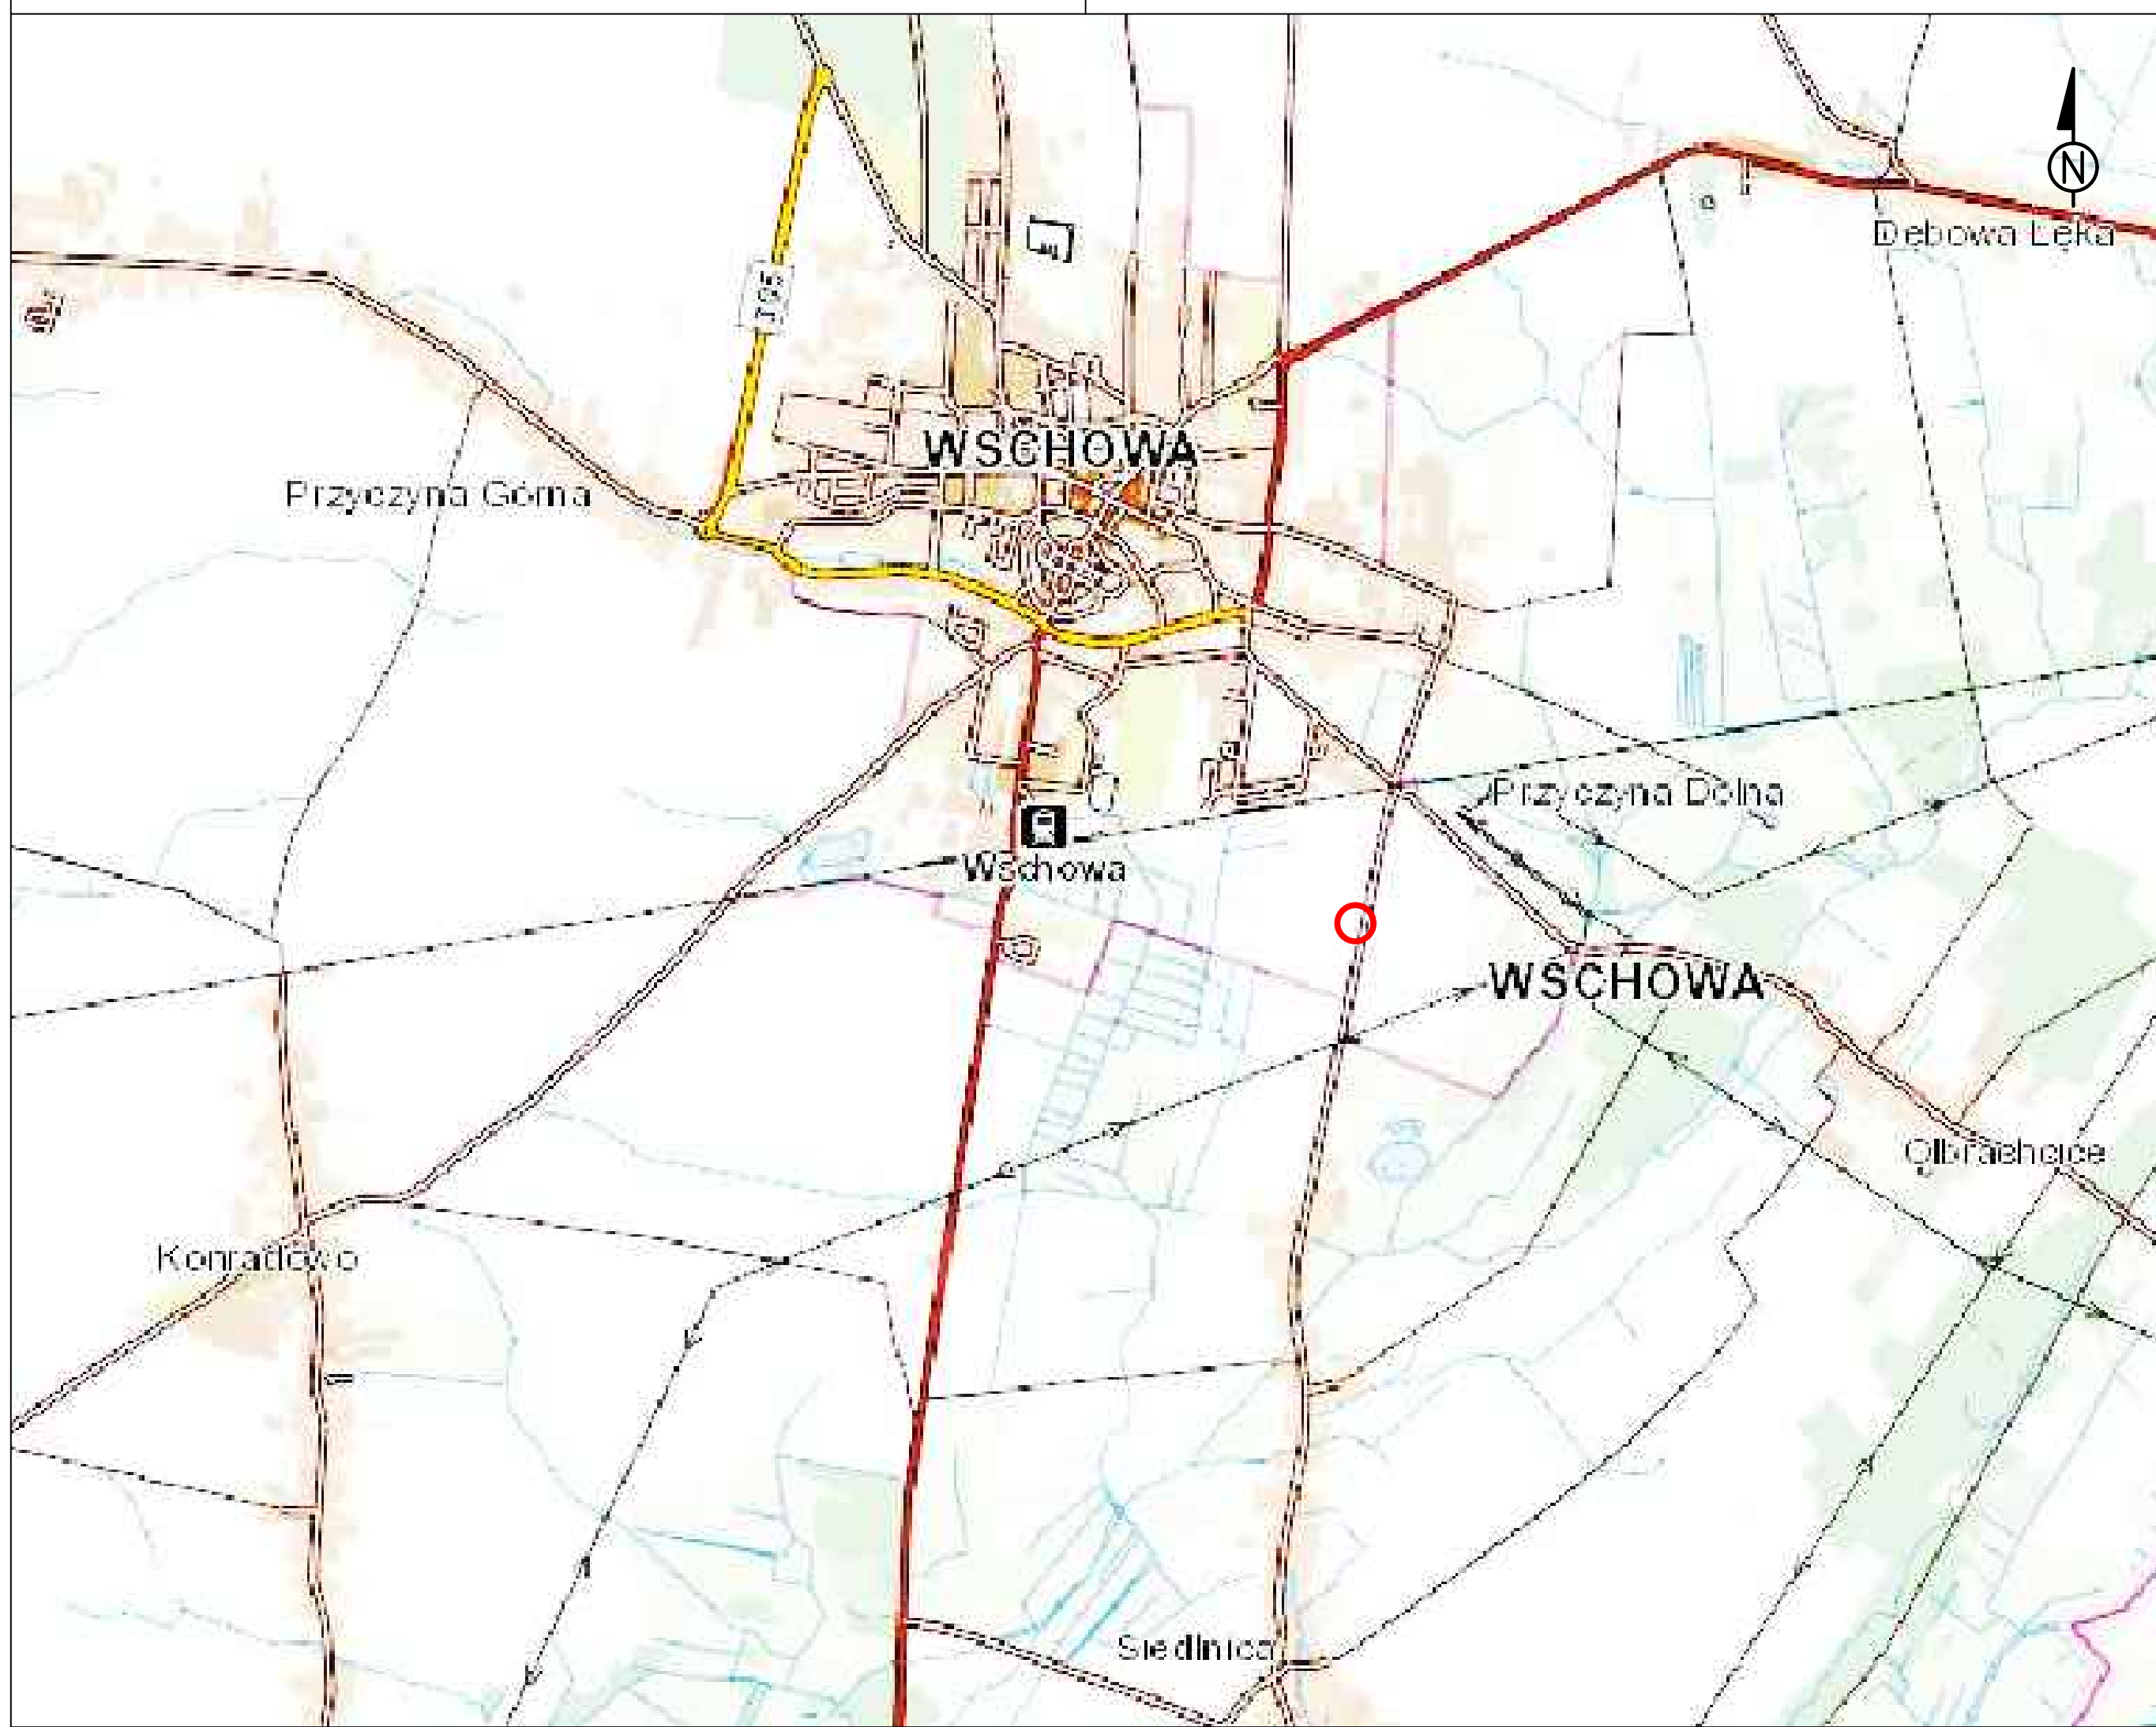 N
Dębowa Łęka
WSCHOWA
Przyczyna Górna
Przyczyna Dolna
Wschowa
WSCHOWA
Olbrachcice
Konradowo
Siedlnica